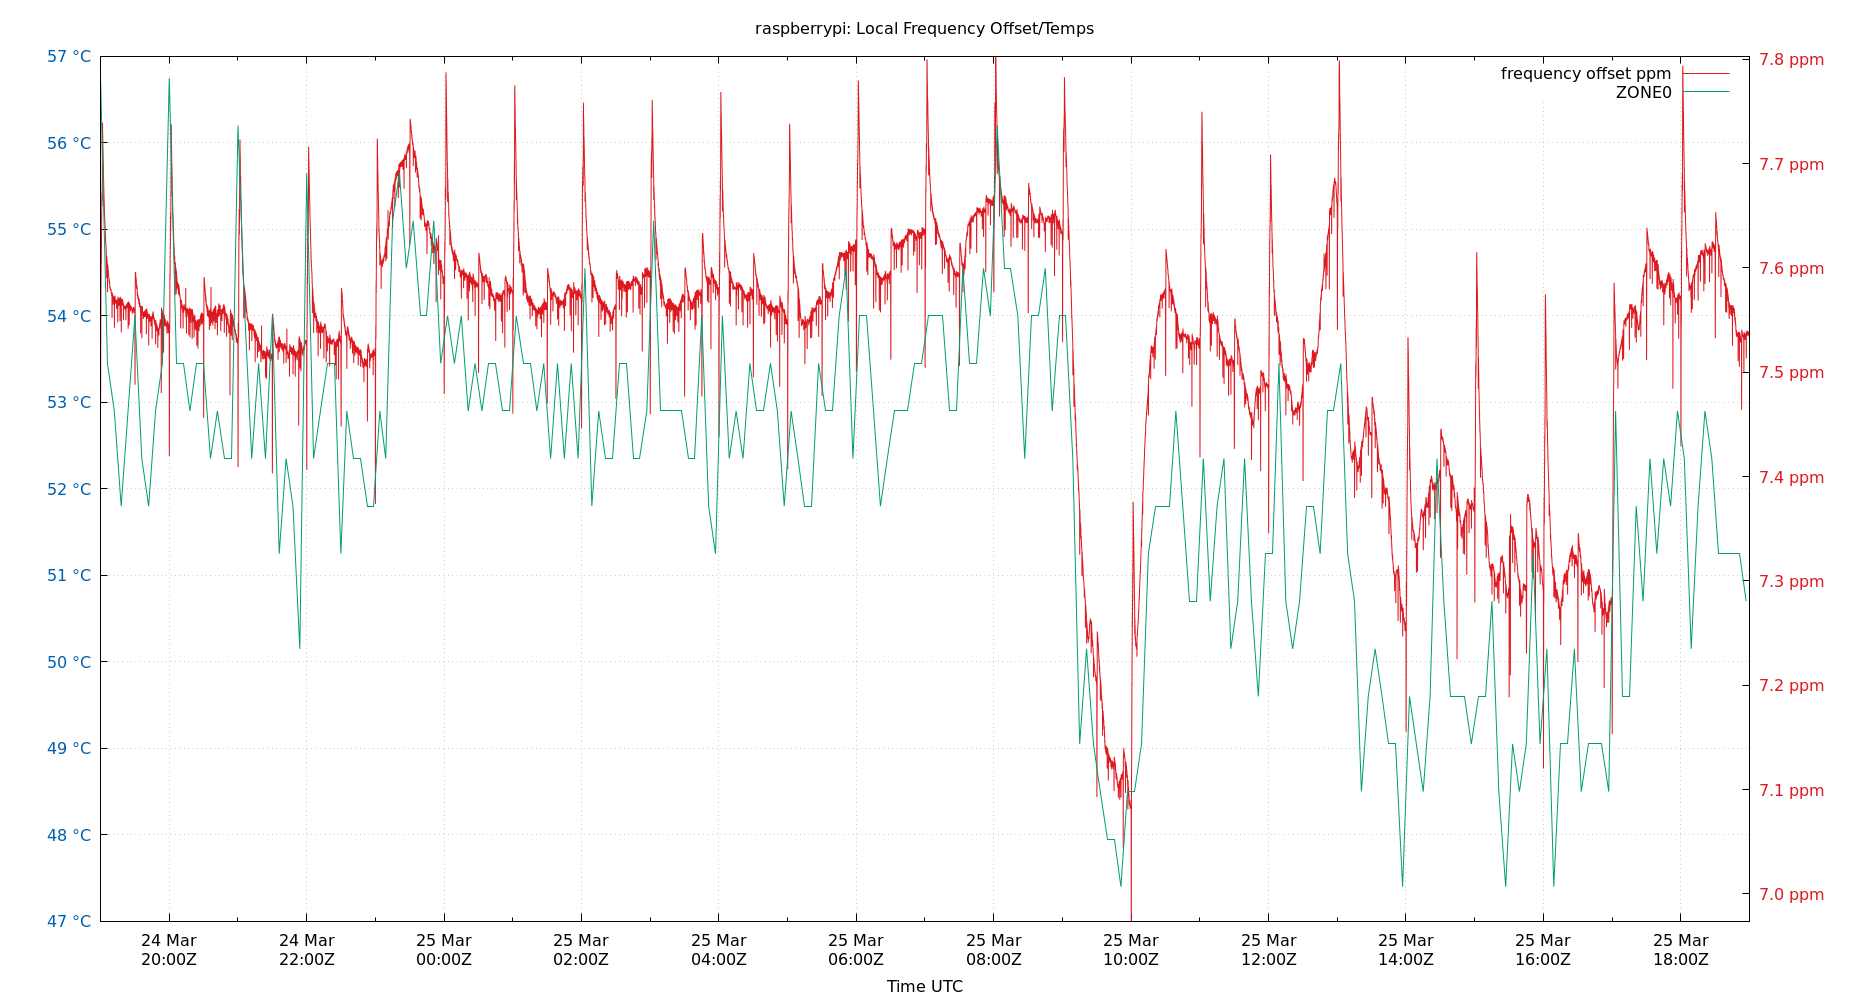 raspberrypi: Local Frequency Offset/Temps
57 °C
56 °C
55 °C
54 °C
53 °C
52 °C
51 °C
50 °C
49 °C
48 °C
47 °C
frequency offset ppm
ZONE0
7.8 ppm
7.7 ppm
7.6 ppm
7.5 ppm
7.4 ppm
7.3 ppm
7.2 ppm
7.1 ppm
7.0 ppm
24 Mar
20:00Z
24 Mar
22:00Z
25 Mar
00:00Z
25 Mar
02:00Z
25 Mar
04:00Z
25 Mar
06:00Z
25 Mar
08:00Z
25 Mar
10:00Z
25 Mar
12:00Z
25 Mar
14:00Z
25 Mar
16:00Z
25 Mar
18:00Z
Time UTC